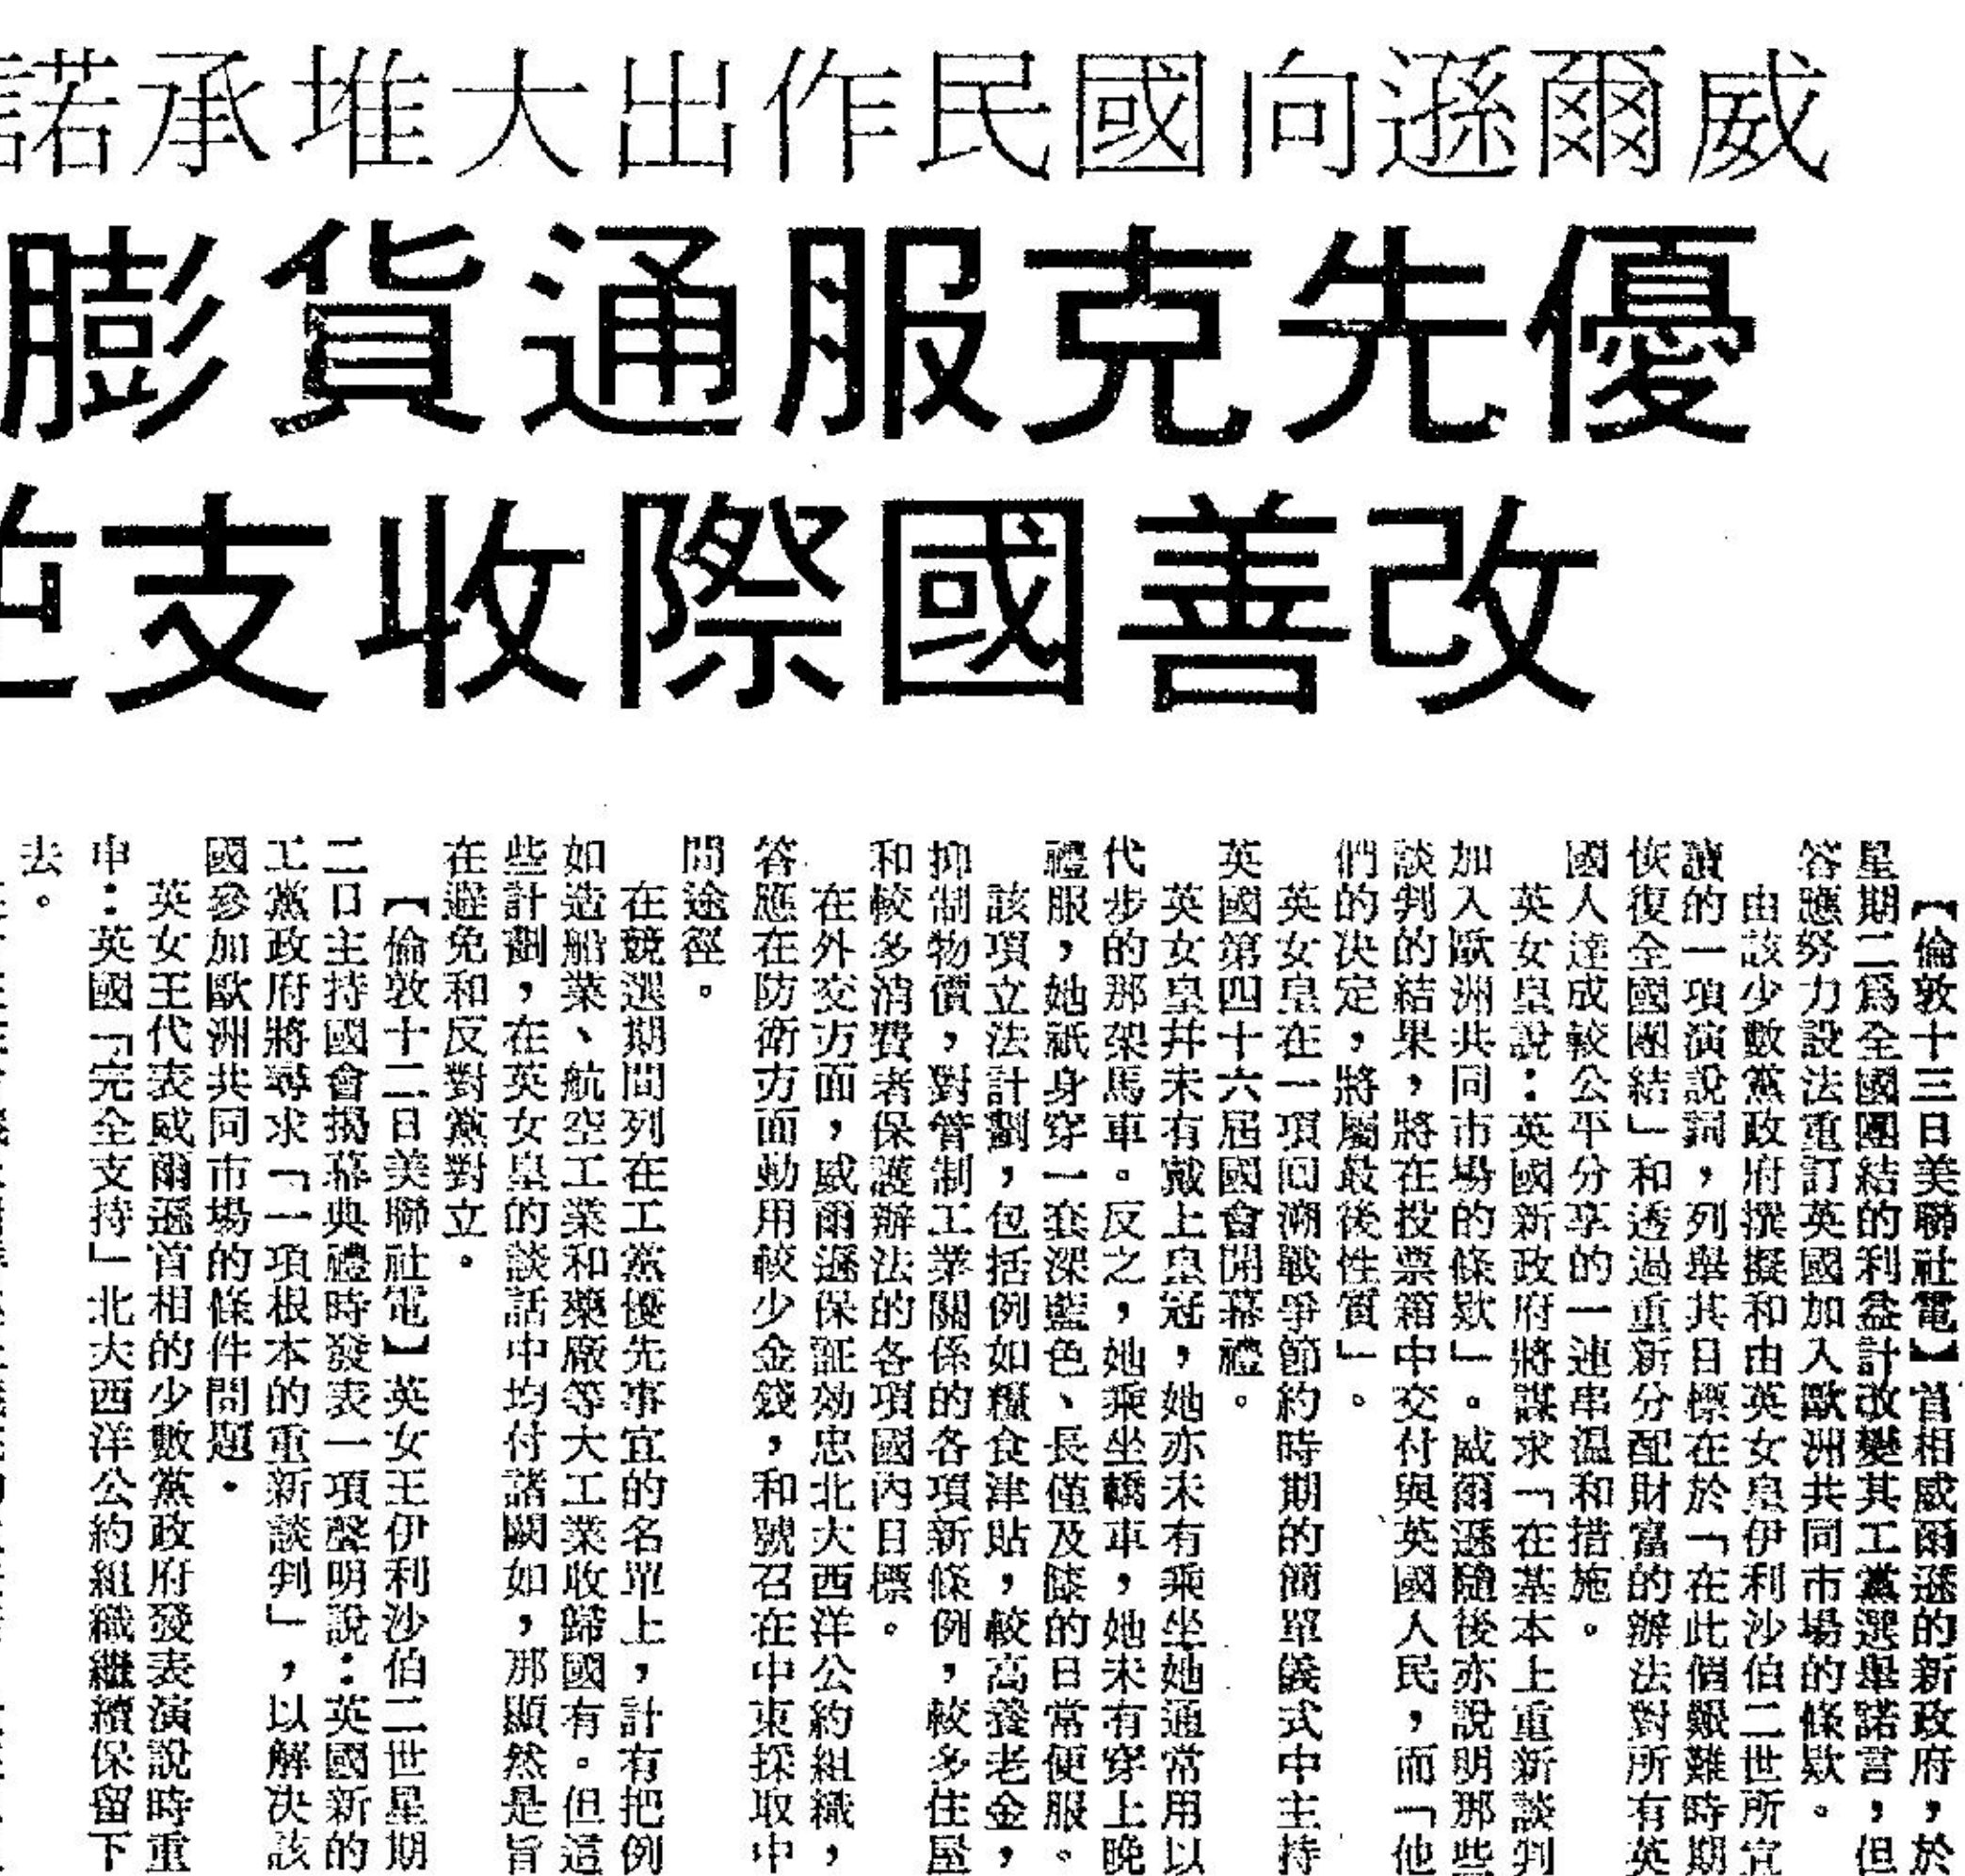 威爾遜向國民作出大堆承諾
優先克服通貨膨
改善國際收支逆
【倫敦十三日美聯社電】首相威爾遜的新政府，於
星期二爲全國團結的利益計改變其工黨選舉諾言，但
答應努力設法重訂英國加入歐洲共同市場的條欵。
由該少數黨政府撰擬和由英女皇伊利沙伯二世所宣
讀的一項演說詞，列舉其目標在於「在此個艱難時期
恢復全國團結」和透過重新分配財富的辦法對所有英
國人達成較公平分享的一連串溫和措施。
英女皇說：英國新政府將謀求「在基本上重新談判
加入歐洲共同市場的條欵」。威爾遜隨後亦說明那些
談判的結果，將在投票箱中交付與英國人民，而「他
們的决定，將屬最後性質」。
英女皇在一項回溯戰爭節約時期的簡單儀式中主持
英國第四十六屆國會開幕禮。
英女皇幷未有戴上皇冠，她亦未有乘坐她通常用以
代步的那架馬車。反之，她乘坐轎車，她未有穿上晚
禮服，她祇身穿一套深藍色、長僅及膝的日常便服。
該項立法計劃，包括例如糧食津貼，較高養老金，
抑制物價，對管制工業關係的各項新條例，較多住屋
和較多消費者保護辦法的各項國內目標。
在外交方面，威爾遜保証効忠北大西洋公約組織，
答應在防衛方面動用較少金錢，和號召在中東採取中
間途徑。
在競選期間列在工黨優先事宜的名單上，計有把例
如造船業、航空工業和藥廠等大工業收歸國有。但這
些計劃，在英女皇的談話中均付諸闕如，那顯然是旨
在避免和反對黨對立。
【倫敦十二日美聯社電】英女王伊利沙伯二世星期
二日主持國會揭幕典禮時發表一項聲明說：英國新的
工黨政府將尋求「一項根本的重新談判」，以解決該
國參加歐洲共同市場的條件問題。
英女王代表威爾遜首相的少數黨政府發表演說時重
申：英國「完全支持」北大西洋公約組織繼續保留下
去。